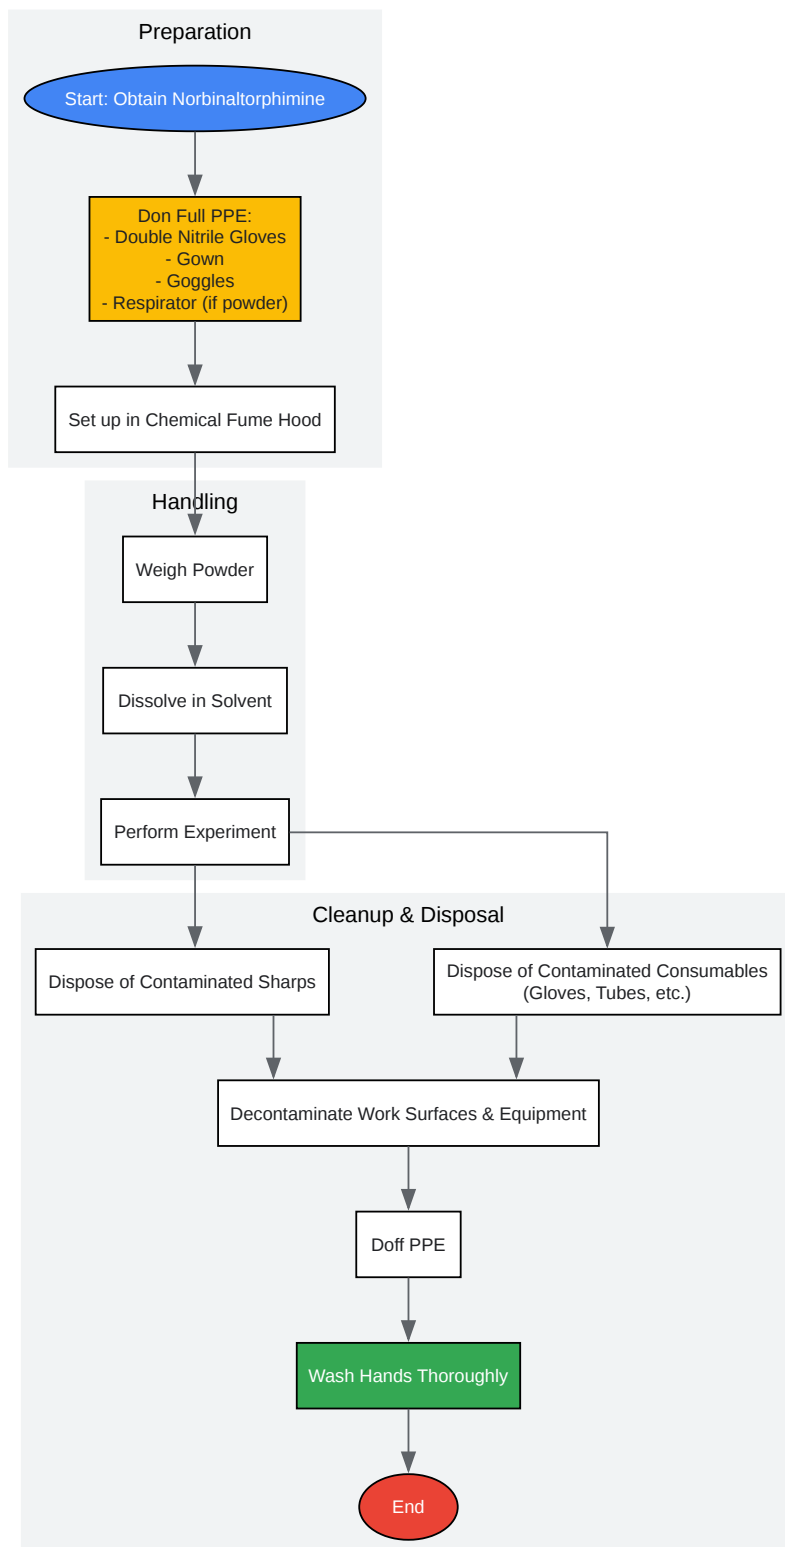 Preparation
Start: Obtain Norbinaltorphimine
Don Full PPE:
- Double Nitrile Gloves
- Gown
- Goggles
- Respirator (if powder)
Set up in Chemical Fume Hood
Handling
Weigh Powder
Dissolve in Solvent
Perform Experiment
Cleanup & Disposal
Dispose of Contaminated Sharps
Dispose of Contaminated Consumables
(Gloves, Tubes, etc.)
Decontaminate Work Surfaces & Equipment
Doff PPE
Wash Hands Thoroughly
End